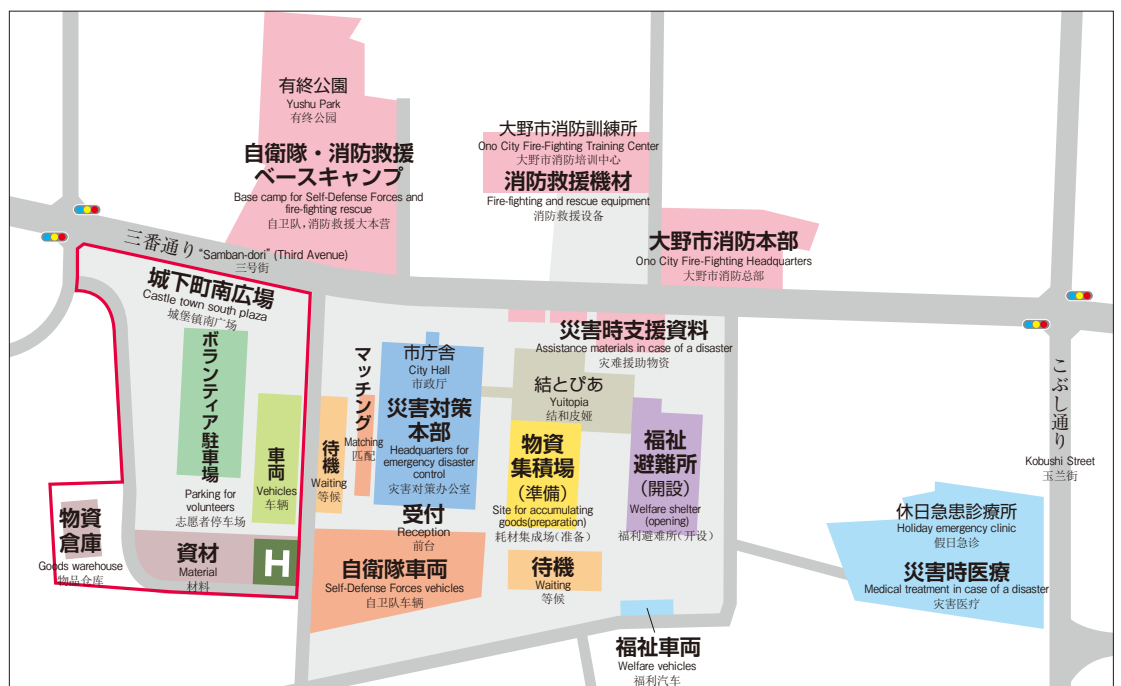 有終公園
Yushu Park
有终公园
自衛隊・消防救援
ベースキャンプ
Base camp for Self-Defense Forces and
fire-fighting rescue
自卫队，消防救援大本营
大野市消防訓練所
Ono City Fire-Fighting Training Center
大野市消防培训中心
消防救援機材
Fire-fighting and rescue equipment
消防救援设备
大野市消防本部
Ono City Fire-Fighting Headquarters
大野市消防总部
三番通り
"Samban-dori" (Third Avenue)
三号街
城下町南広場
Castle town south plaza
城堡镇南广场
ボランティア駐車場
Parking for
volunteers
志愿者停车场
車両
Vehicles
车辆
物資
倉庫
Goods warehouse
物品仓库
資材
Material
材料
H
待機
Waiting
等候
マッチング
Matching
匹配
市庁舎
City Hall
市政厅
災害対策
本部
Headquarters for
emergency disaster
control
灾害对策办公室
受付
Reception
前台
自衛隊車両
Self-Defense Forces vehicles
自卫队车辆
災害時支援資料
Assistance materials in case of a disaster
灾难援助物资
結とぴあ
Yuitopia
结和皮娅
物資
集積場
（準備）
Site for accumulating
goods(preparation)
耗材集成场（准备）
福祉
避難所
（開設）
Welfare shelter
(opening)
福利避难所（开设）
待機
Waiting
等候
福祉車両
Welfare vehicles
福利汽车
こぶし通り
Kobushi Street
玉兰街
休日急患診療所
Holiday emergency clinic
假日急诊
災害時医療
Medical treatment in case of a disaster
灾害医疗